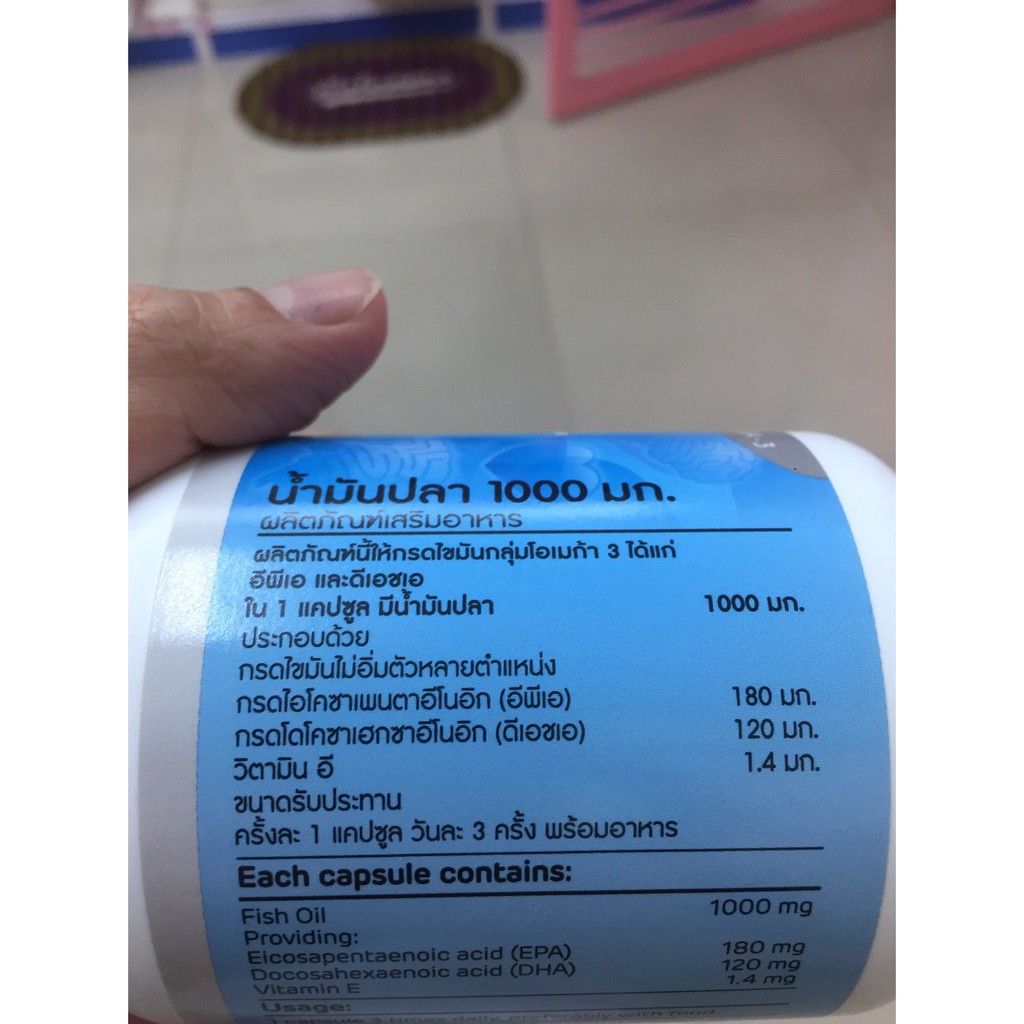 น้ำมันปลา 1000 มก.
ผลิตภัณฑ์เสริมอาหาร
ผลิตภัณฑ์นี้ให้กรดไขมันกลุ่มโอเมก้า 3 ได้แก่
อีพีเอ และดีเอชเอ
ใน 1 แคปซูล มีน้ำมันปลา 1000 มก.
ประกอบด้วย
กรดไขมันไม่อิ่มตัวหลายตำแหน่ง
กรดไอโคซาเพนตาอีโนอิก (อีพีเอ) 180 มก.
กรดโดโคซาเฮกซาอีโนอิก (ดีเอชเอ) 120 มก.
วิตามิน อี 1.4 มก.
ขนาดรับประทาน
ครั้งละ 1 แคปซูล วันละ 3 ครั้ง พร้อมอาหาร
Each capsule contains:
Fish Oil 1000 mg
Providing:
Eicosapentaenoic acid (EPA) 180 mg
Docosahexaenoic acid (DHA) 120 mg
Vitamin E 1.4 mg
Usage:
1 capsule 3 times daily preferably with food